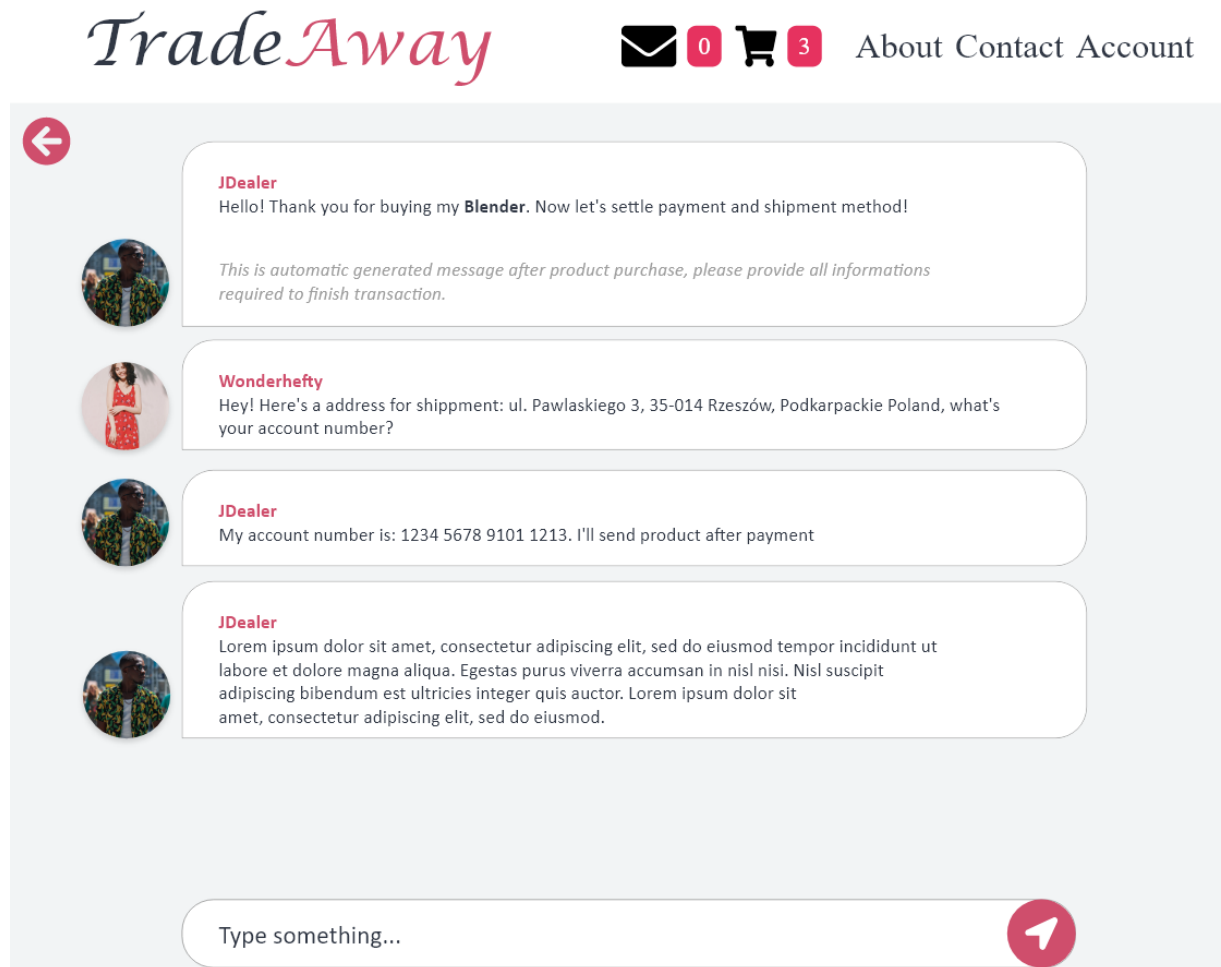 TradeAway
0 3 About Contact Account
JDealer
Hello! Thank you for buying my Blender. Now let's settle payment and shipment method!
This is automatic generated message after product purchase, please provide all informations
required to finish transaction.
Wonderhefty
Hey! Here's a address for shippment: ul. Pawlaskiego 3, 35-014 Rzeszów, Podkarpackie Poland, what's
your account number?
JDealer
My account number is: 1234 5678 9101 1213. I'll send product after payment
JDealer
Lorem ipsum dolor sit amet, consectetur adipiscing elit, sed do eiusmod tempor incididunt ut
labore et dolore magna aliqua. Egestas purus viverra accumsan in nisl nisi. Nisl suscipit
adipiscing bibendum est ultricies integer quis auctor. Lorem ipsum dolor sit
amet, consectetur adipiscing elit, sed do eiusmod.
Type something...